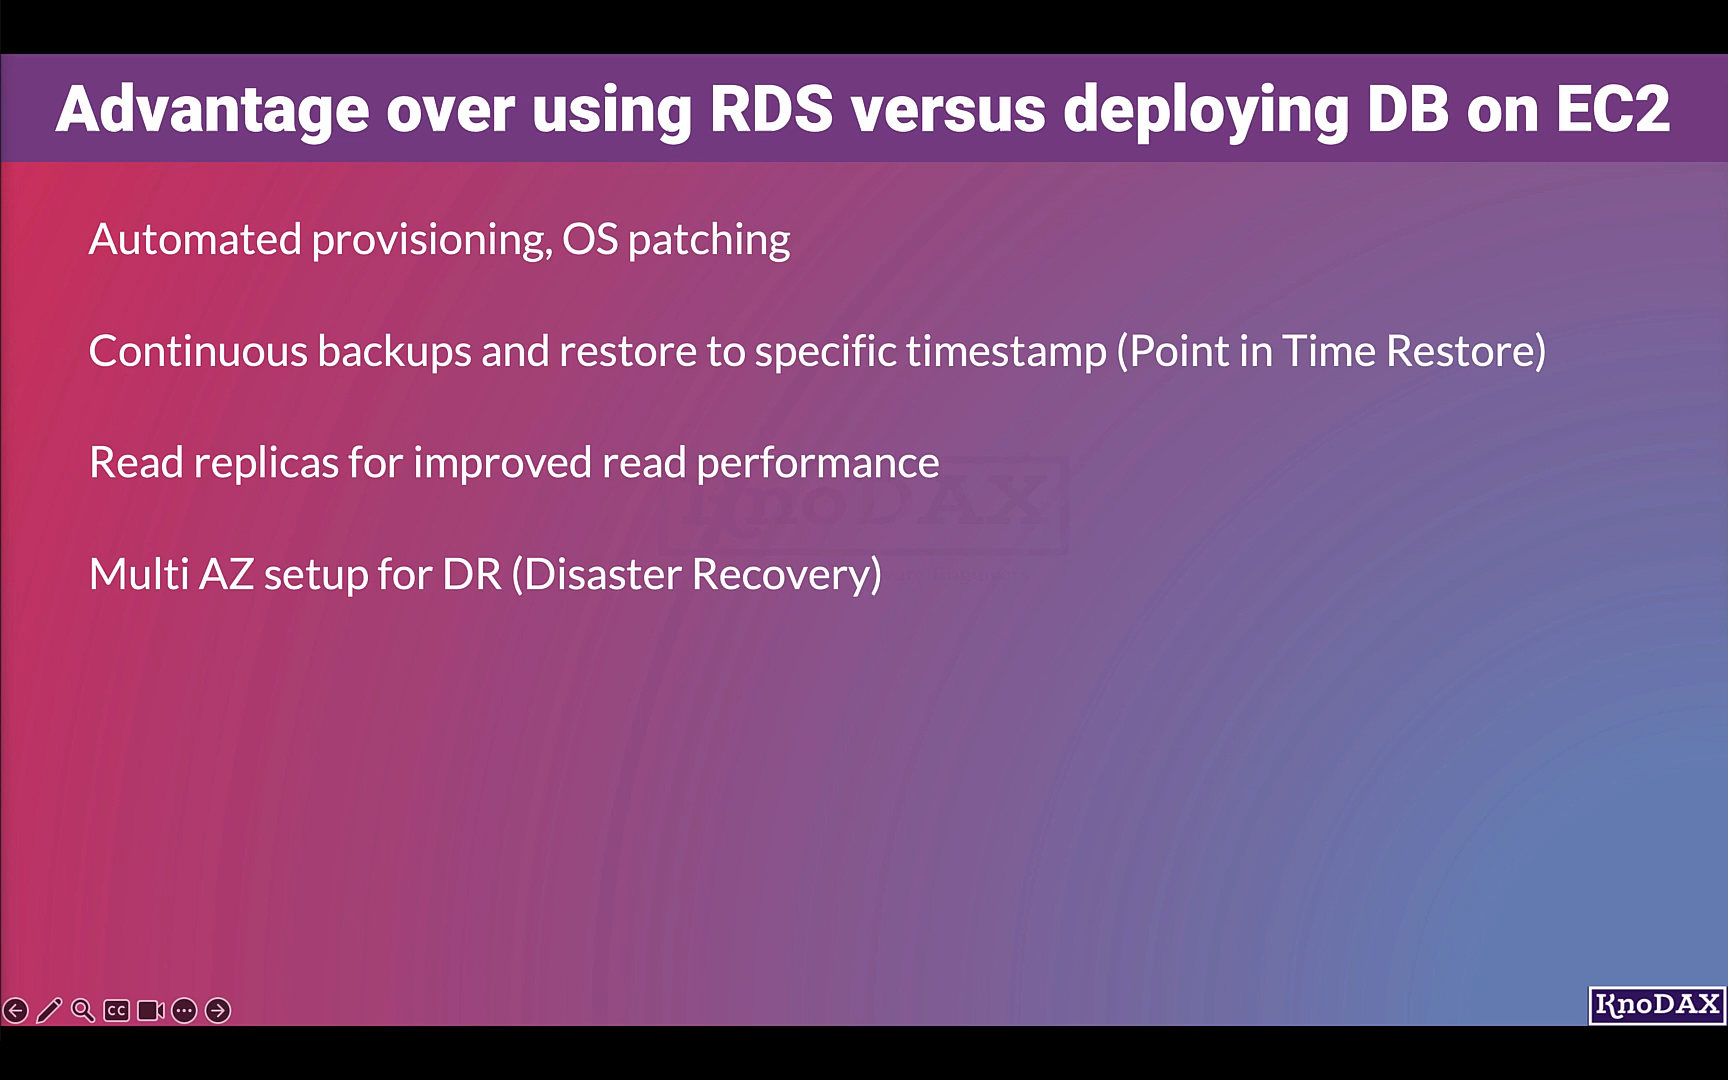 Advantage over using RDS versus deploying DB on EC2
Automated provisioning, OS patching
Continuous backups and restore to specific timestamp (Point in Time Restore)
Read replicas for improved read performance
KnoDAX
Multi AZ setup for DR (Disaster Recovery)
CC
KnoDAX